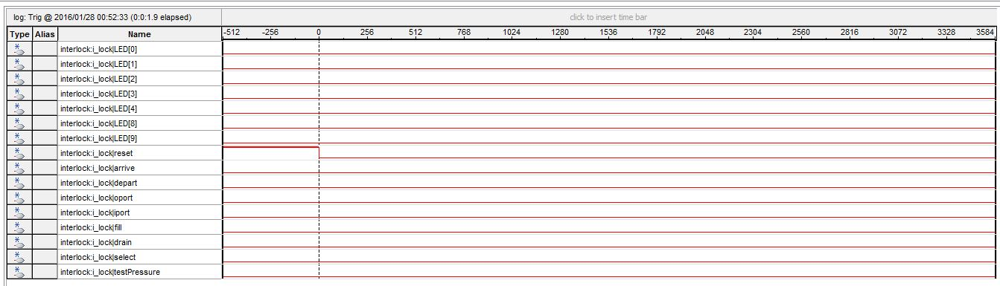 log: Trig @ 2016/01/28 00:52:33 (0:0:1.9 elapsed) click to insert time bar
Type Alias Name -512 -256 0 256 512 768 1024 1280 1536 1792 2048 2304 2560 2816 3072 3328 3584
interlock:i_lock|LED[0]
interlock:i_lock|LED[1]
interlock:i_lock|LED[2]
interlock:i_lock|LED[3]
interlock:i_lock|LED[4]
interlock:i_lock|LED[8]
interlock:i_lock|LED[9]
interlock:i_lock|reset
interlock:i_lock|arrive
interlock:i_lock|depart
interlock:i_lock|oport
interlock:i_lock|iport
interlock:i_lock|fill
interlock:i_lock|drain
interlock:i_lock|select
interlock:i_lock|testPressure